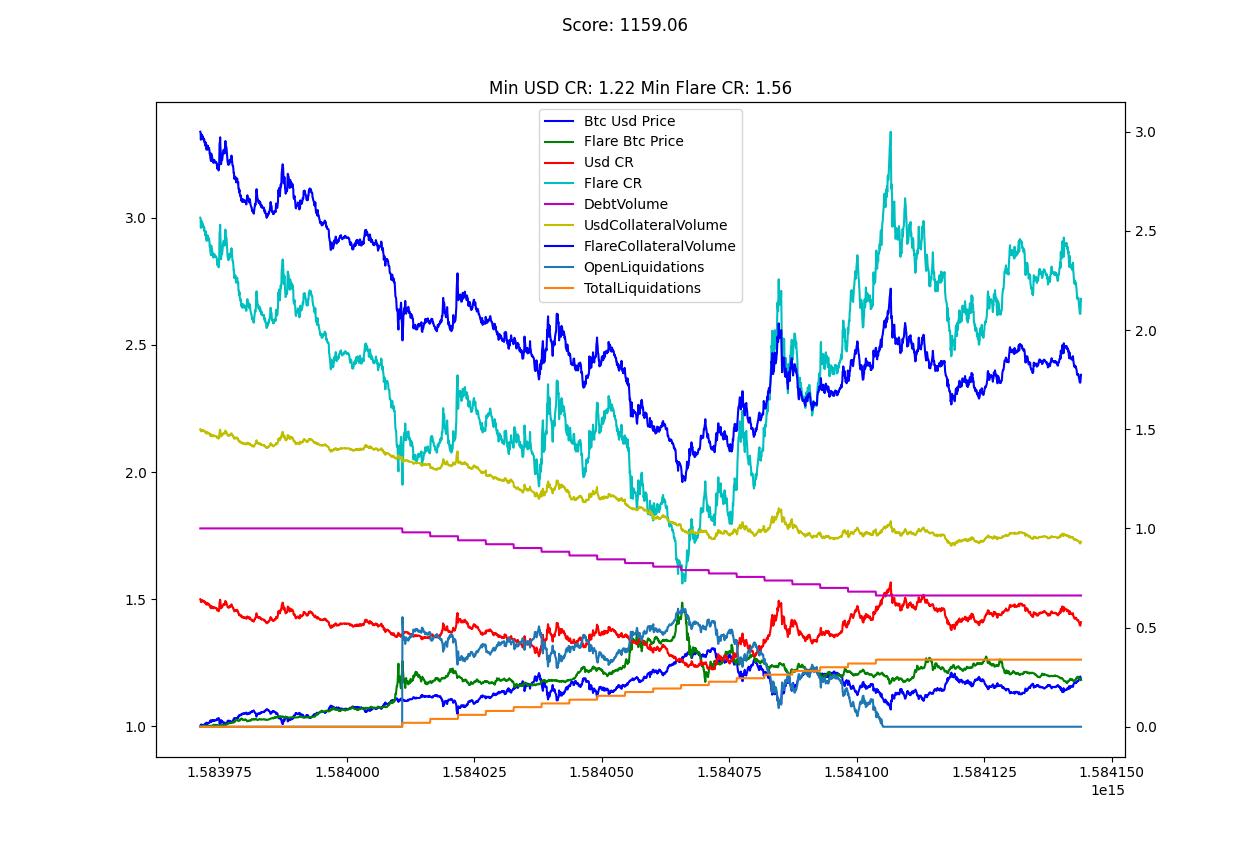 Score: 1159.06
Min USD CR: 1.22 Min Flare CR: 1.56
Btc Usd Price
Flare Btc Price
Usd CR
Flare CR
DebtVolume
UsdCollateralVolume
FlareCollateralVolume
OpenLiquidations
TotalLiquidations
3.0
2.5
2.0
1.5
1.0
3.0
2.5
2.0
1.5
1.0
0.5
0.0
1.583975 1.584000 1.584025 1.584050 1.584075 1.584100 1.584125 1.584150
1e15